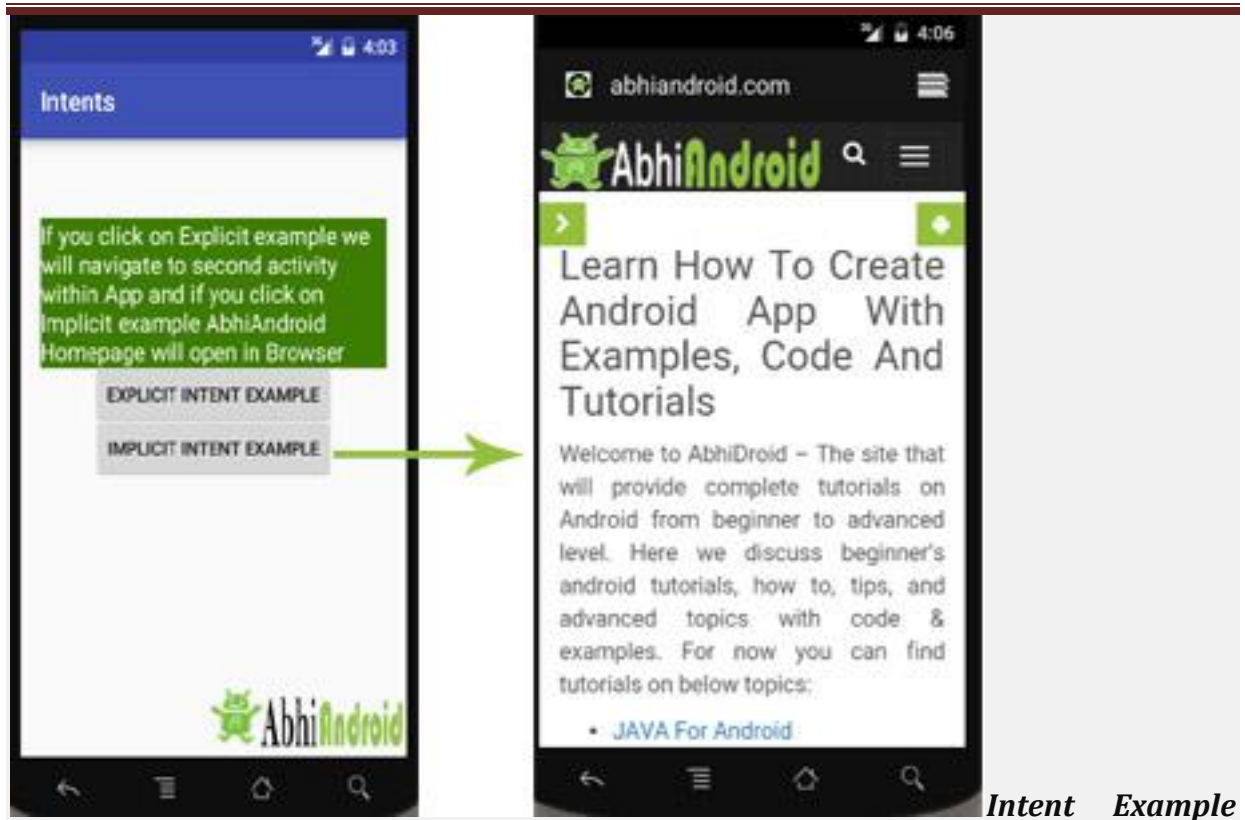 4:03
Intents
If you click on Explicit example we
will navigate to second activity
within App and if you click on
Implicit example AbhiAndroid
Homepage will open in Browser
EXPLICIT INTENT EXAMPLE
IMPLICIT INTENT EXAMPLE
AbhiAndroid
4:06
abhiandroid.com
AbhiAndroid
Learn How To Create
Android App With
Examples, Code And
Tutorials
Welcome to AbhiDroid – The site that
will provide complete tutorials on
Android from beginner to advanced
level. Here we discuss beginner's
android tutorials, how to, tips, and
advanced topics with code &
examples. For now you can find
tutorials on below topics:
• JAVA For Android
Intent Example